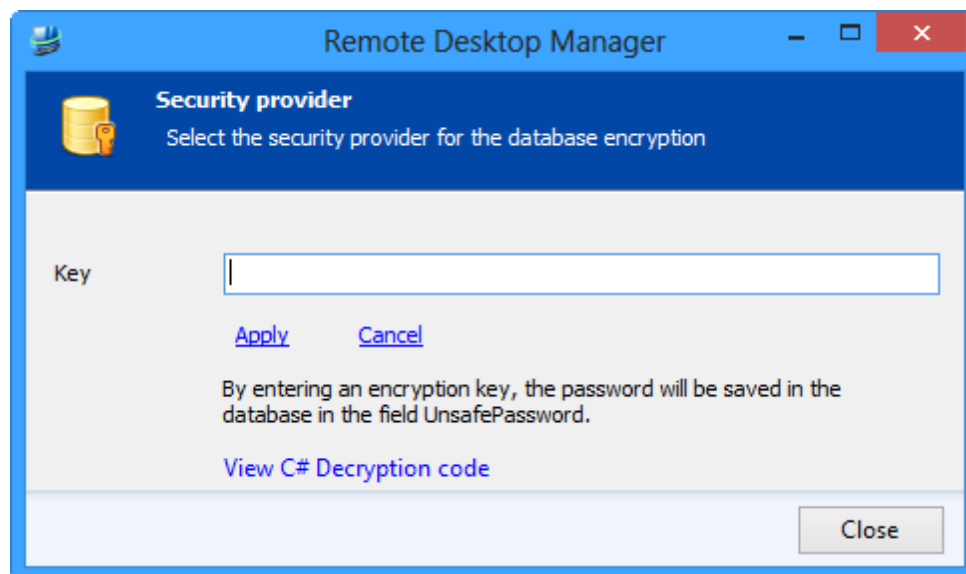 Remote Desktop Manager
Security provider
Select the security provider for the database encryption
Key
Apply Cancel
By entering an encryption key, the password will be saved in the
database in the field UnsafePassword.
View C# Decryption code
Close